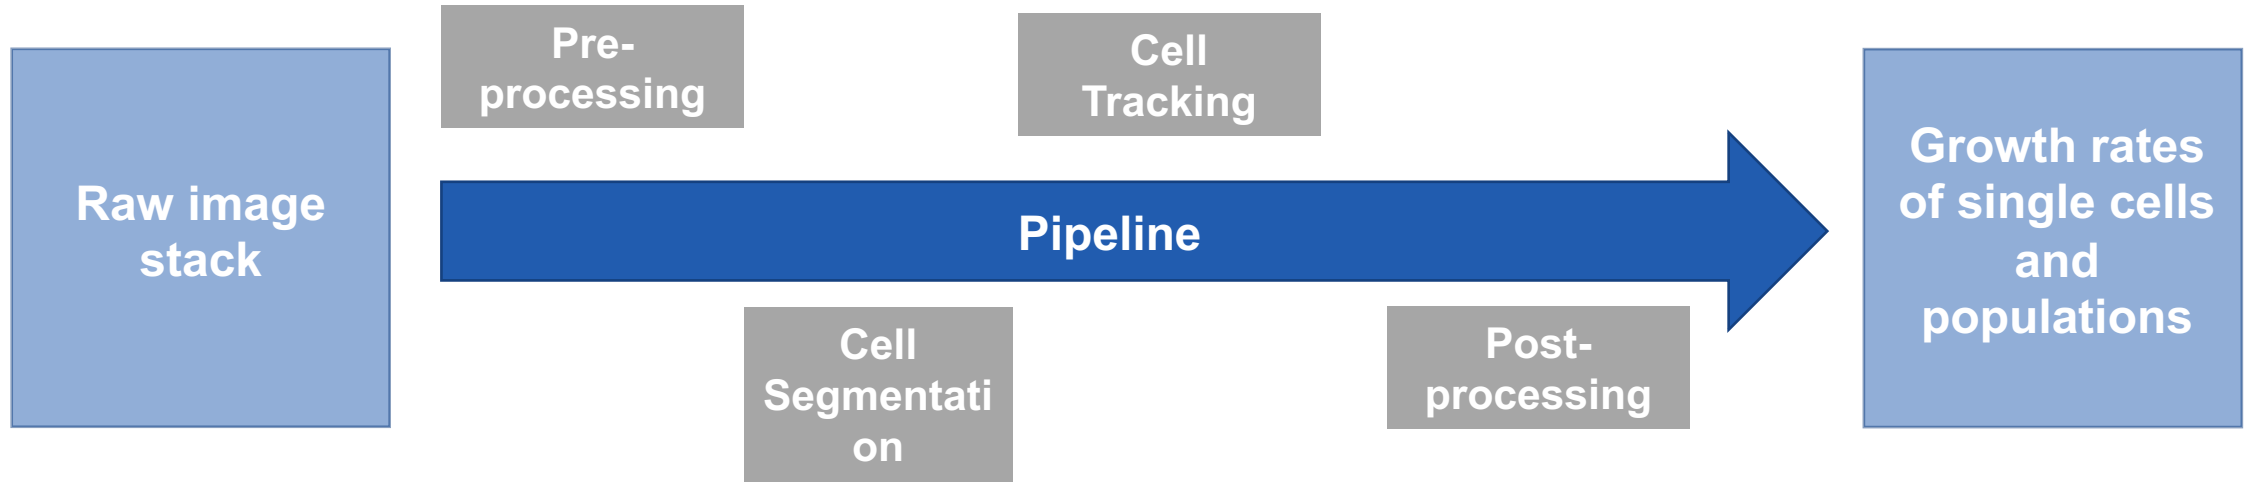 Raw image
stack
Pre-
processing
Cell
Segmentati
on
Cell
Tracking
Post-
processing
Pipeline
Growth rates
of single cells
and
populations